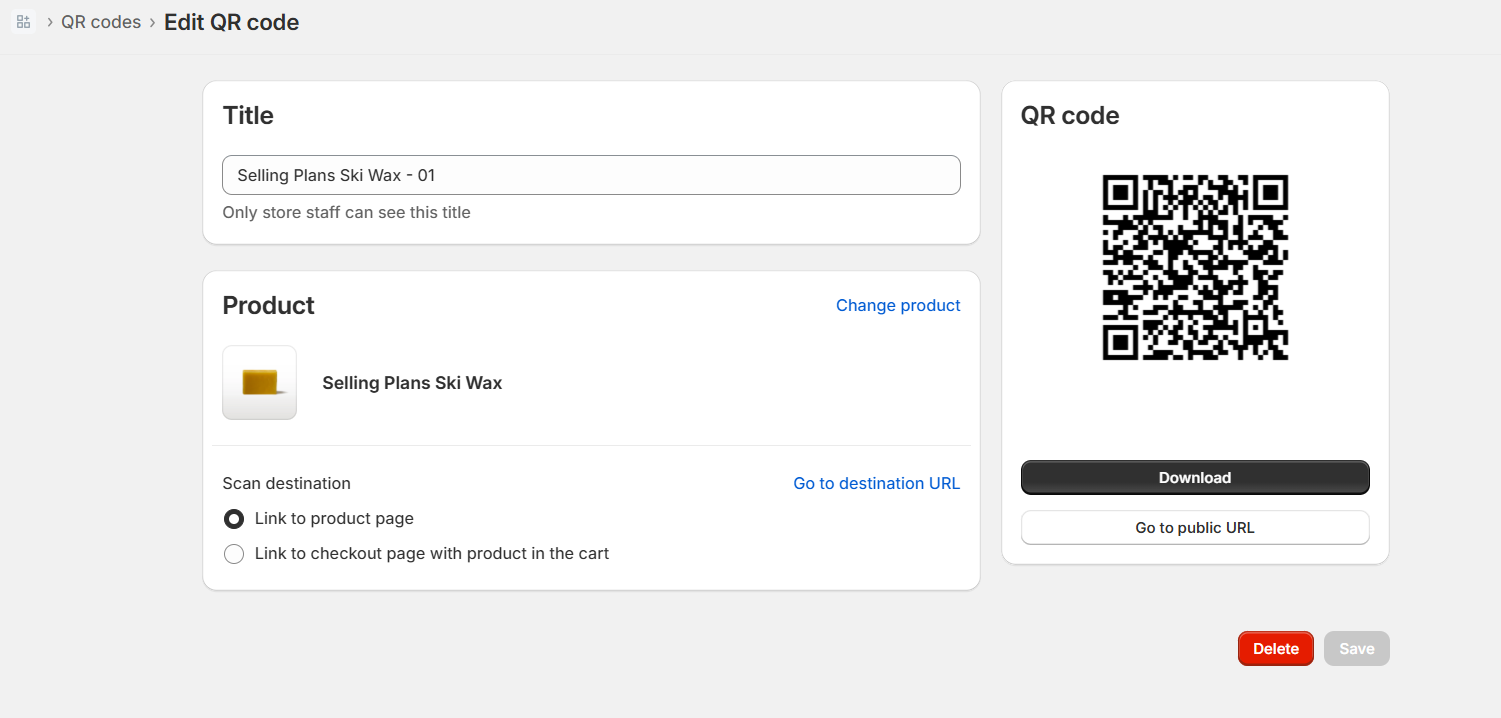 QR codes
Edit QR code
Title
Selling Plans Ski Wax - 01
Only store staff can see this title
Product
Change product
Selling Plans Ski Wax
Scan destination
Go to destination URL
Link to product page
Link to checkout page with product in the cart
QR code
Download
Go to public URL
Delete
Save